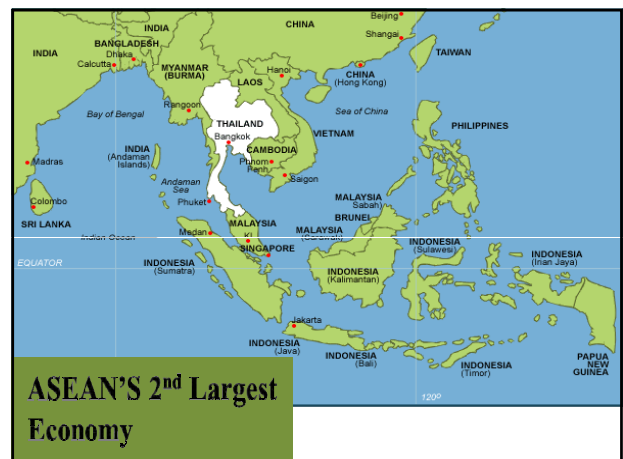 Beijing
CHINA
Shangai
INDIA
INDIA
BANGLADESH
Dhaka
Calcutta
TAIWAN
MYANMAR
(BURMA)
Hanoi
CHINA
(Hong Kong)
LAOS
Bay of Bengal
Rangoon
Sea of China
THAILAND
Bangkok
VIETNAM
PHILIPPINES
INDIA
(Andaman
Islands)
CAMBODIA
Phnom
Penh
Saigon
Madras
Andaman
Sea
Colombo
Phuket
MALAYSIA
Sabah)
SRI LANKA
MALAYSIA
BRUNEI
Medan
KL
MALAYSIA
(Sarawak)
Indian Ocean
SINGAPORE
INDONESIA
(Sulawesi)
INDONESIA
(Irian Jaya)
EQUATOR
INDONESIA
(Sumatra)
INDONESIA
(Kalimantan)
Jakarta
INDONESIA
(Java)
INDONESIA
(Bali)
INDONESIA
(Timor)
PAPUA
NEW
GUINEA
120º
ASEAN'S 2nd Largest
Economy